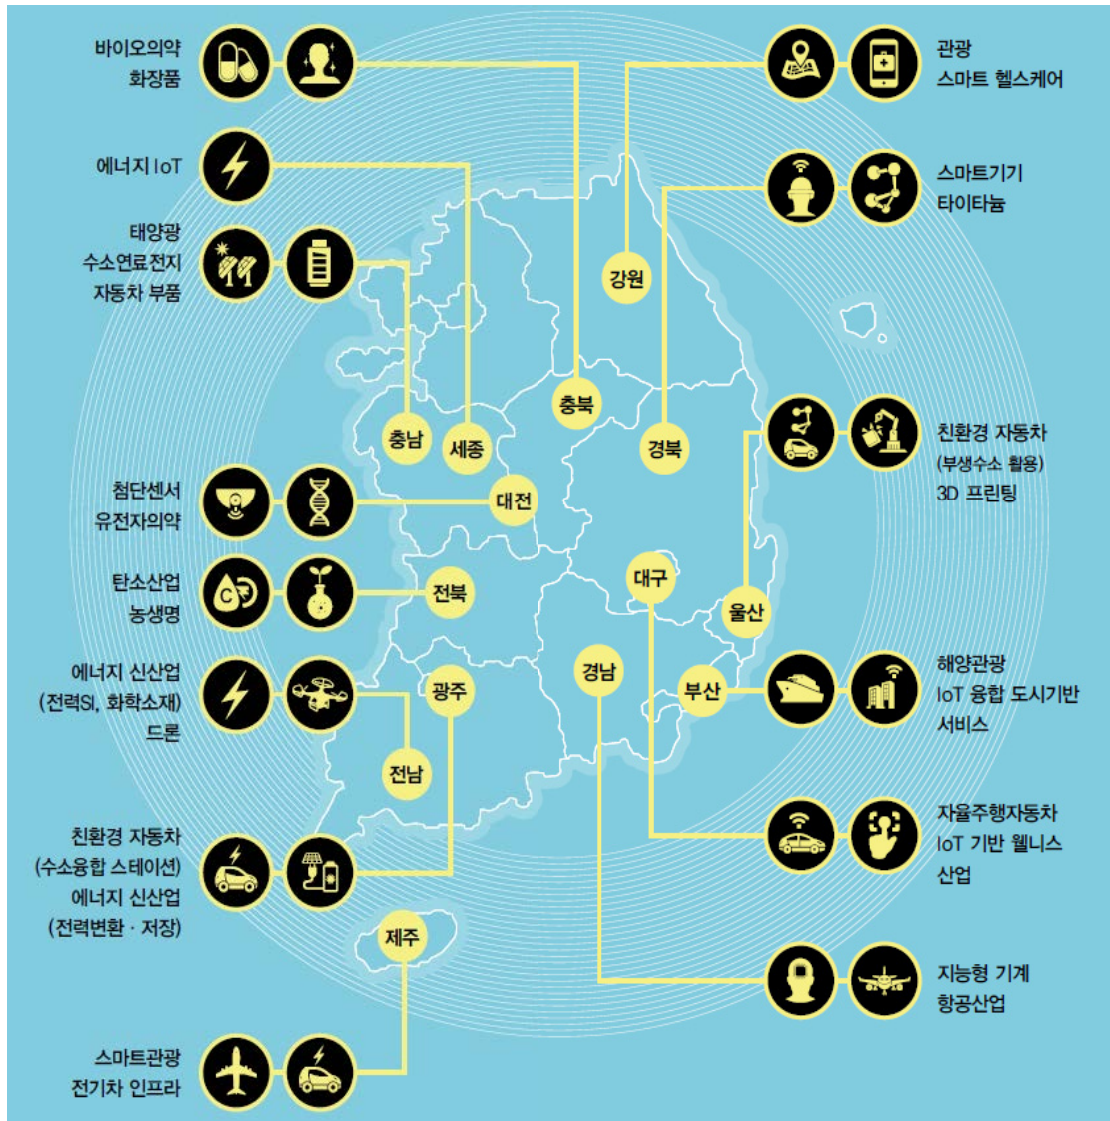 바이오의약
화장품
에너지 IoT
태양광
수소연료전지
자동차 부품
첨단센서
유전자의약
탄소산업
농생명
에너지 신산업
(전력SI, 화학소재)
드론
친환경 자동차
(수소융합 스테이션)
에너지 신산업
(전력변환 · 저장)
스마트관광
전기차 인프라
강원
충북
충남
세종
경북
대전
대구
전북
울산
경남
광주
부산
전남
제주
C
관광
스마트 헬스케어
스마트기기
타이타늄
친환경 자동차
(부생수소 활용)
3D 프린팅
해양관광
IoT 융합 도시기반
서비스
자율주행자동차
IoT 기반 웰니스
산업
지능형 기계
항공산업